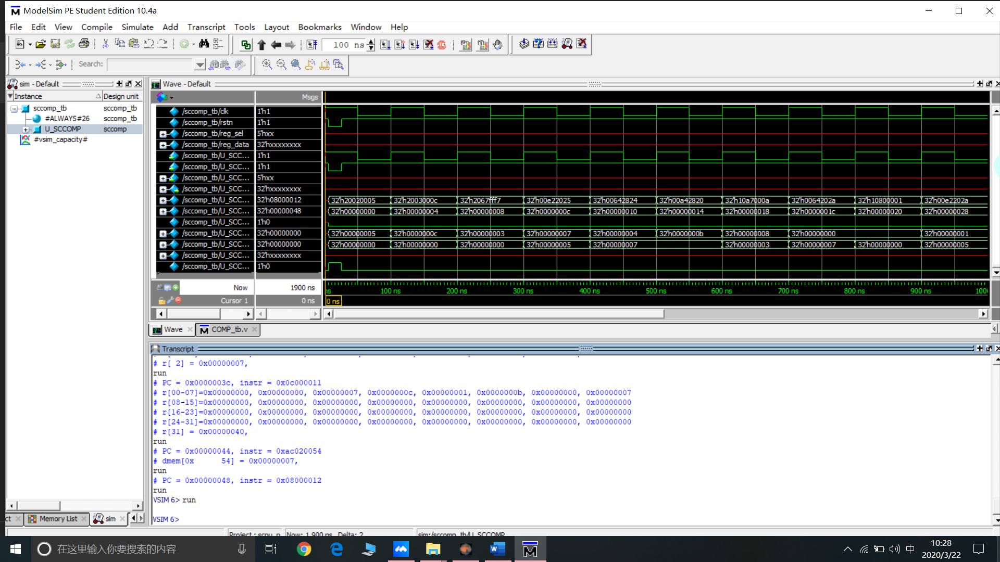 ModelSim PE Student Edition 10.4a
File Edit View Compile Simulate Add Transcript Tools Layout Bookmarks Window Help
100 ns
Search:
sim - Default
Instance Design unit
sccomp_tb sccomp_tb
#ALWAYS#26 sccomp_tb
U_SCCOMP sccomp
#vsim_capacity#
Wave - Default
Msgs
/sccomp_tb/clk 1'h1
/sccomp_tb/rstn 1'h1
/sccomp_tb/reg_sel 5'hxx
/sccomp_tb/reg_data 32'hxxxxxxxx
/sccomp_tb/U_SCC... 1'h1
/sccomp_tb/U_SCC... 1'h1
/sccomp_tb/U_SCC... 5'hxx
/sccomp_tb/U_SCC... 32'hxxxxxxxx
/sccomp_tb/U_SCC... 32'h08000012 32'h20020005 32'h2003000c 32'h2067fff7 32'h00e22025 32'h00642824 32'h00a42820 32'h10a7000a 32'h0064202a 32'h10800001 32'h00e2202a
/sccomp_tb/U_SCC... 32'h00000048 32'h00000000 32'h00000004 32'h00000008 32'h0000000c 32'h00000010 32'h00000014 32'h00000018 32'h0000001c 32'h00000020 32'h00000028
/sccomp_tb/U_SCC... 1'h0
/sccomp_tb/U_SCC... 32'h00000000 32'h00000005 32'h0000000c 32'h00000003 32'h00000007 32'h00000004 32'h0000000b 32'h00000008 32'h00000000 32'h00000001
/sccomp_tb/U_SCC... 32'h00000000 32'h00000000 32'h00000000 32'h00000000 32'h00000005 32'h00000007 32'h00000003 32'h00000007 32'h00000000 32'h00000005
/sccomp_tb/U_SCC... 32'hxxxxxxxx
/sccomp_tb/U_SCC... 1'h0
Now 1900 ns ns 100 ns 200 ns 300 ns 400 ns 500 ns 600 ns 700 ns 800 ns 900 ns 100
Cursor 1 0 ns 0 ns
Wave COMP_tb.v
Transcript
# r[ 2] = 0x00000007,
run
# PC = 0x0000003c, instr = 0x0c000011
# r[00-07]=0x00000000, 0x00000000, 0x00000007, 0x0000000c, 0x00000001, 0x0000000b, 0x00000000, 0x00000007
# r[08-15]=0x00000000, 0x00000000, 0x00000000, 0x00000000, 0x00000000, 0x00000000, 0x00000000, 0x00000000
# r[16-23]=0x00000000, 0x00000000, 0x00000000, 0x00000000, 0x00000000, 0x00000000, 0x00000000, 0x00000000
# r[24-31]=0x00000000, 0x00000000, 0x00000000, 0x00000000, 0x00000000, 0x00000000, 0x00000000, 0x00000000
# r[31] = 0x00000040,
run
# PC = 0x00000044, instr = 0xac020054
# dmem[0x 54] = 0x00000007,
run
# PC = 0x00000048, instr = 0x08000012
run
VSIM 6> run
VSIM 6>
ct Memory List sim
Project : scpu_n Now: 1,900 ns Delta: 2 sim:/sccomp_tb/U_SCCOMP
在这里输入你要搜索的内容
中
10:28
2020/3/22